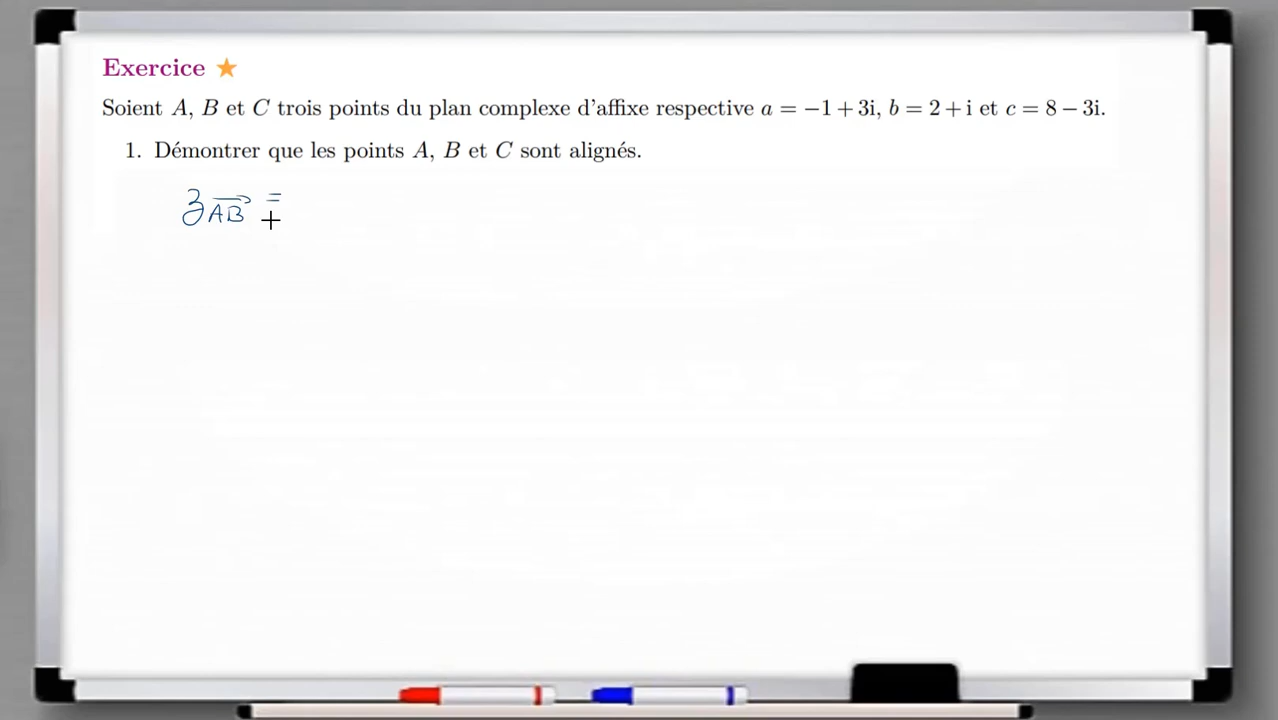 Exercice ★
Soient A, B et C trois points du plan complexe d'affixe respective a = −1 + 3i, b = 2 + i et c = 8 − 3i.
1. Démontrer que les points A, B et C sont alignés.
z AB⃗ =